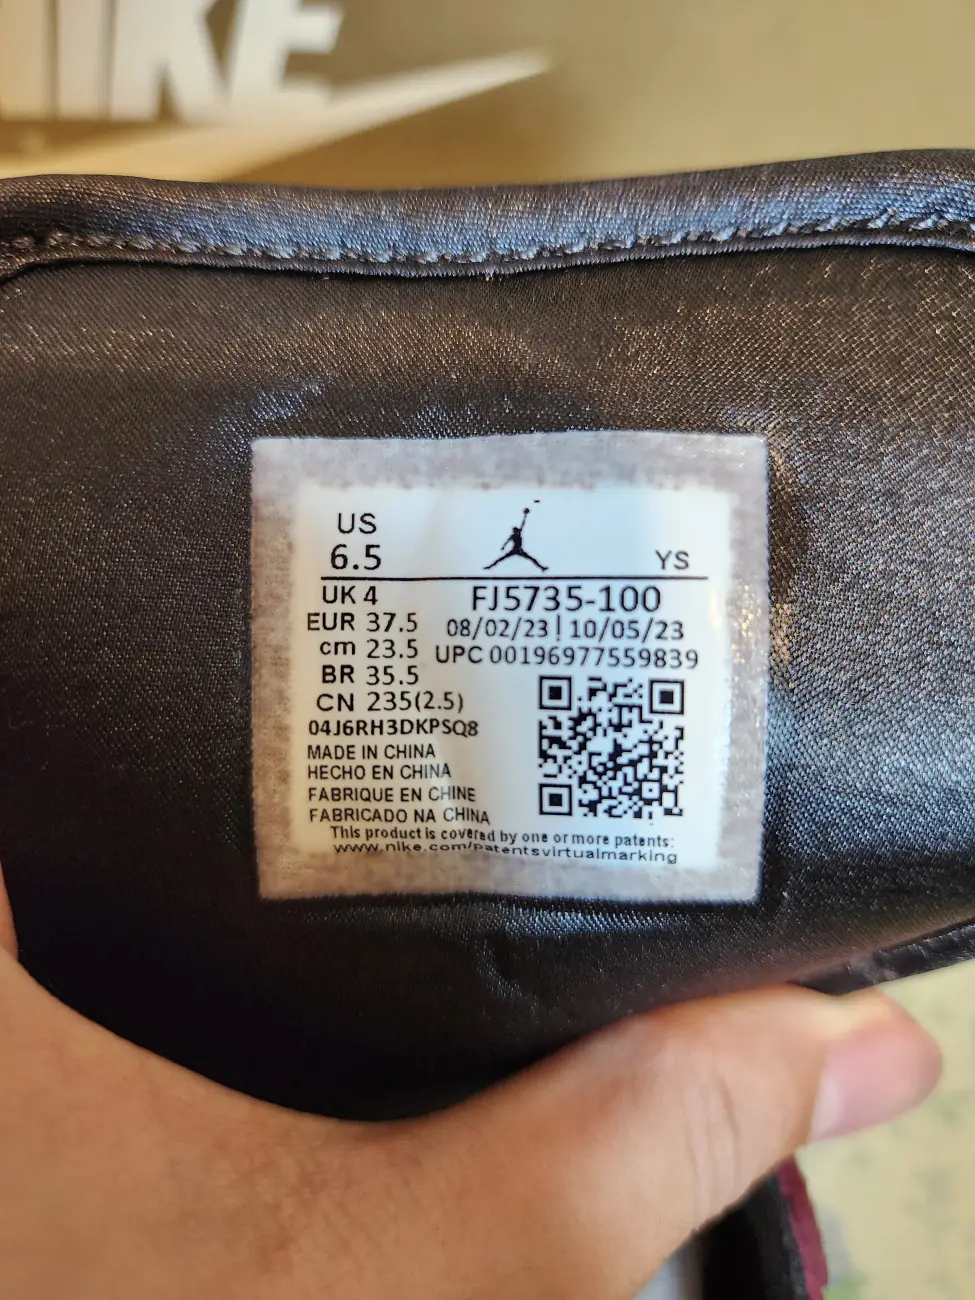 NIKE
US
6.5
YS
UK 4
FJ5735-100
EUR 37.5
08/02/23 | 10/05/23
cm 23.5
UPC 00196977559839
BR 35.5
CN 235(2.5)
04J6RH3DKPSQ8
MADE IN CHINA
HECHO EN CHINA
FABRIQUE EN CHINE
FABRICADO NA CHINA
This product is covered by one or more patents:
www.nike.com/patentsvirtualmarking